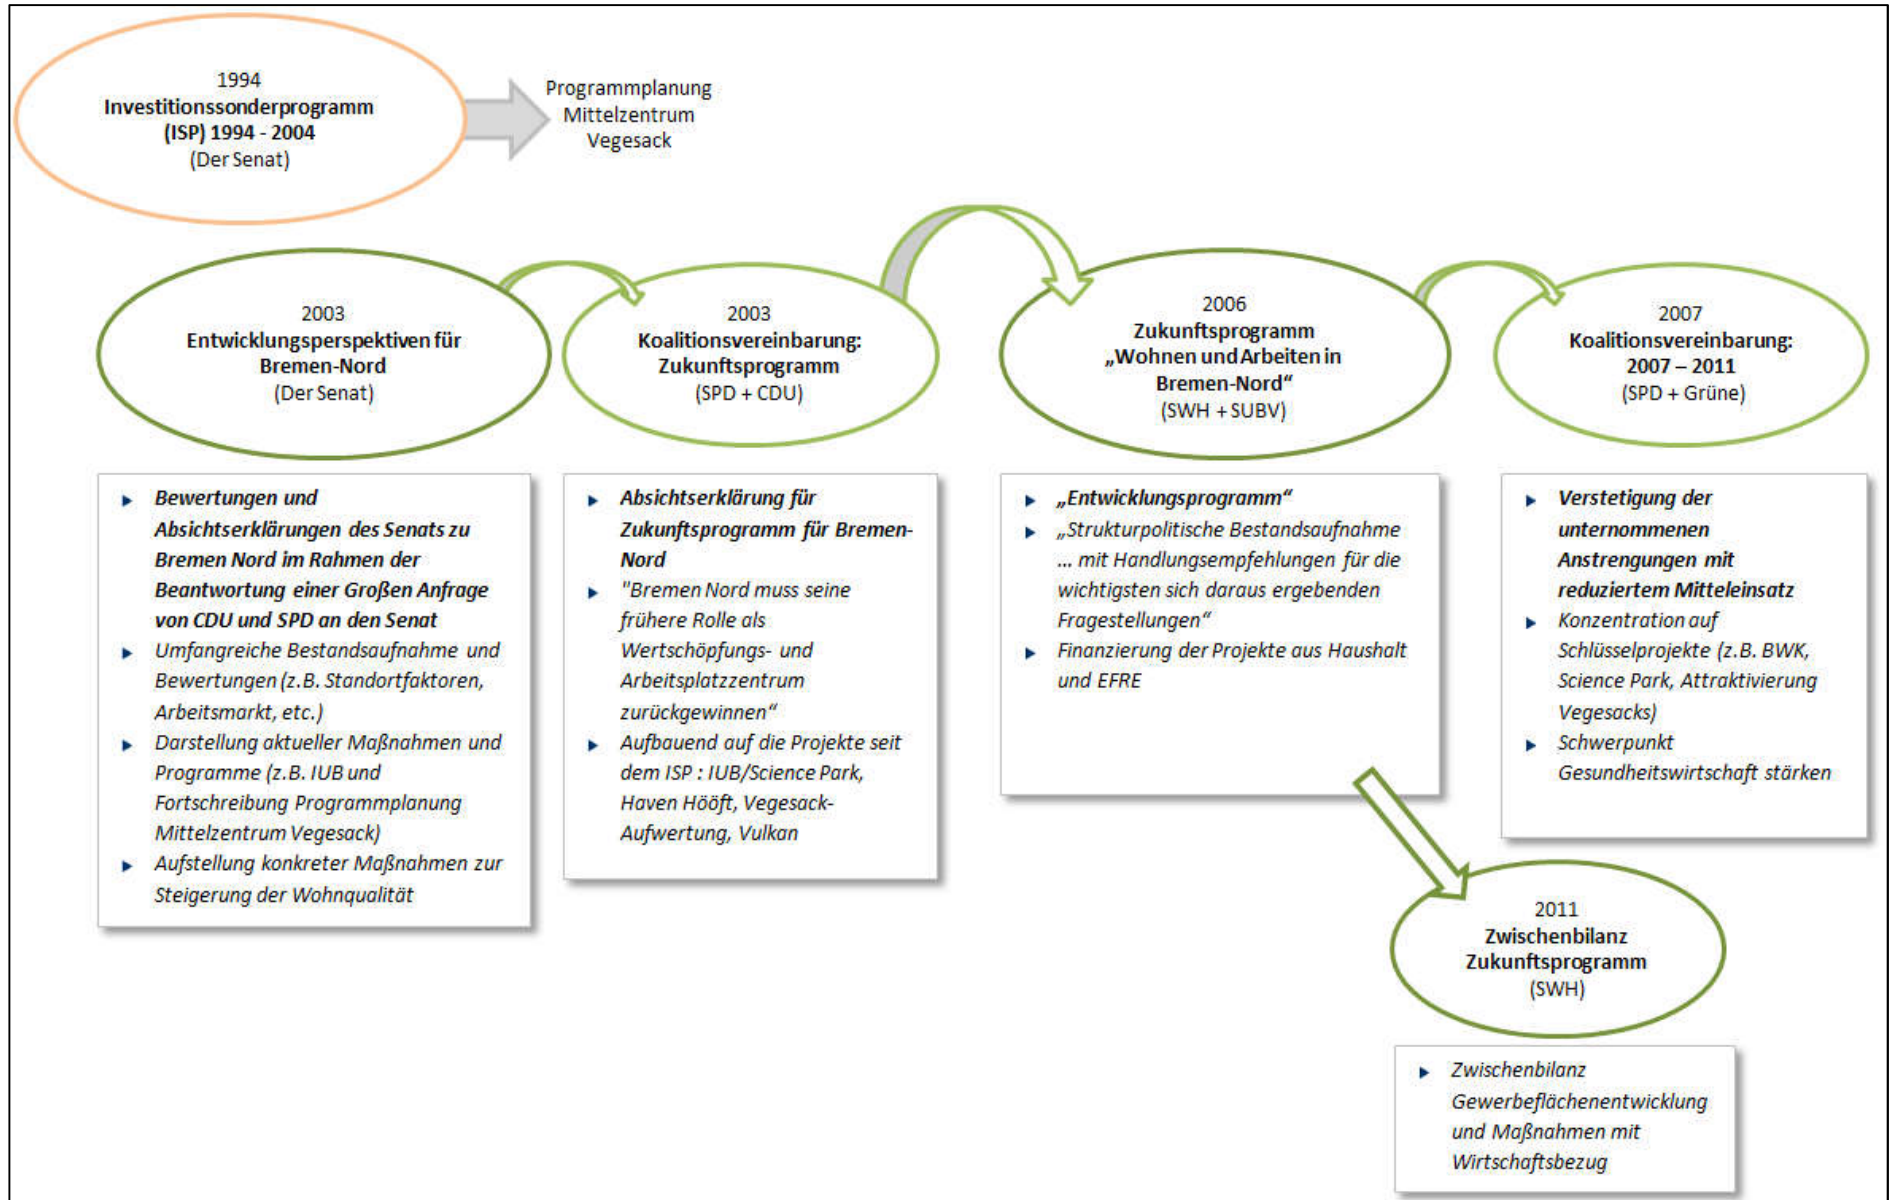 1994
Investitionssonderprogramm
(ISP) 1994 - 2004
(Der Senat)
Programmplanung
Mittelzentrum
Vegesack
2003
Entwicklungsperspektiven für
Bremen-Nord
(Der Senat)
2003
Koalitionsvereinbarung:
Zukunftsprogramm
(SPD + CDU)
2006
Zukunftsprogramm
„Wohnen und Arbeiten in
Bremen-Nord“
(SWH + SUBV)
2007
Koalitionsvereinbarung:
2007 – 2011
(SPD + Grüne)
Bewertungen und
Absichtserklärungen des Senats zu
Bremen Nord im Rahmen der
Beantwortung einer Großen Anfrage
von CDU und SPD an den Senat
Umfangreiche Bestandsaufnahme und
Bewertungen (z.B. Standortfaktoren,
Arbeitsmarkt, etc.)
Darstellung aktueller Maßnahmen und
Programme (z.B. IUB und
Fortschreibung Programmplanung
Mittelzentrum Vegesack)
Aufstellung konkreter Maßnahmen zur
Steigerung der Wohnqualität
Absichtserklärung für
Zukunftsprogramm für Bremen-
Nord
"Bremen Nord muss seine
frühere Rolle als
Wertschöpfungs- und
Arbeitsplatzzentrum
zurückgewinnen“
Aufbauend auf die Projekte seit
dem ISP : IUB/Science Park,
Haven Hööft, Vegesack-
Aufwertung, Vulkan
„Entwicklungsprogramm“
„Strukturpolitische Bestandsaufnahme
... mit Handlungsempfehlungen für die
wichtigsten sich daraus ergebenden
Fragestellungen“
Finanzierung der Projekte aus Haushalt
und EFRE
Verstetigung der
unternommenen
Anstrengungen mit
reduziertem Mitteleinsatz
Konzentration auf
Schlüsselprojekte (z.B. BWK,
Science Park, Attraktivierung
Vegesacks)
Schwerpunkt
Gesundheitswirtschaft stärken
2011
Zwischenbilanz
Zukunftsprogramm
(SWH)
Zwischenbilanz
Gewerbeflächenentwicklung
und Maßnahmen mit
Wirtschaftsbezug